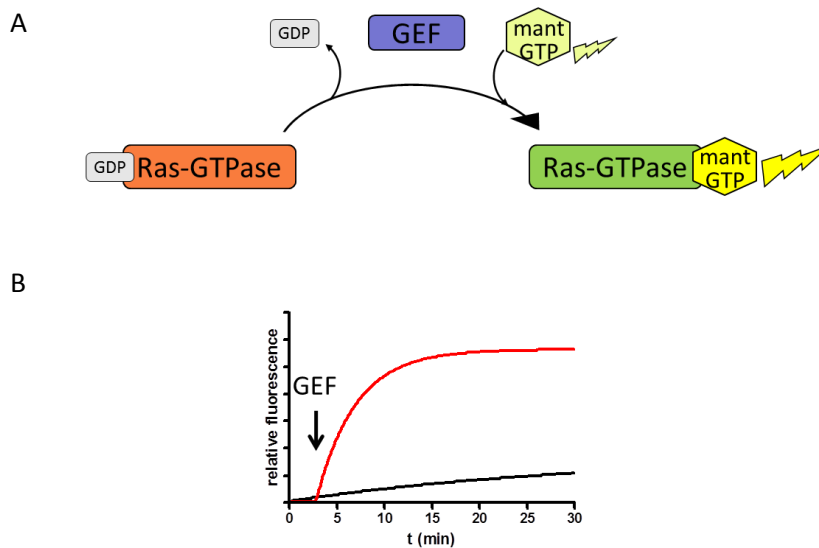 A
GDP
GEF
mant
GTP
GDP
Ras-GTPase
Ras-GTPase
mant
GTP
B
relative fluorescence
GEF
0
5
10
15
20
25
30
t (min)